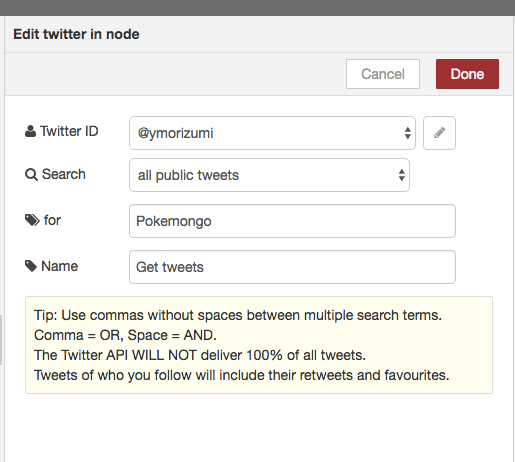 Edit twitter in node
Cancel Done
Twitter ID @ymorizumi
Search all public tweets
for Pokemongo
Name Get tweets
Tip: Use commas without spaces between multiple search terms.
Comma = OR, Space = AND.
The Twitter API WILL NOT deliver 100% of all tweets.
Tweets of who you follow will include their retweets and favourites.